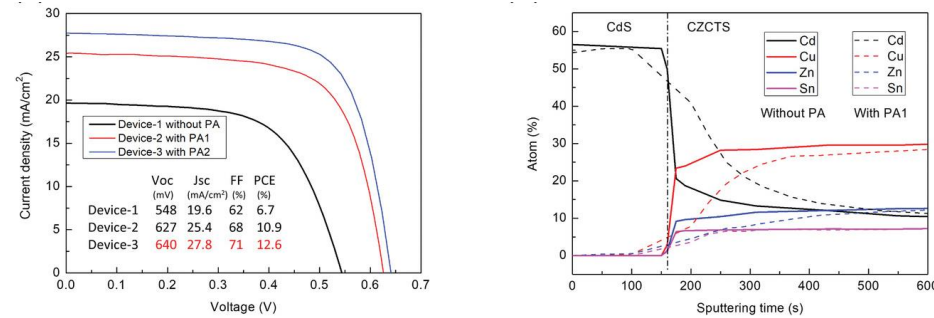 30
25
20
15
10
5
0
Current density (mA/cm²)
Device-1 without PA
Device-2 with PA1
Device-3 with PA2
Voc Jsc FF PCE
(mV) (mA/cm²) (%) (%)
Device-1 548 19.6 62 6.7
Device-2 627 25.4 68 10.9
Device-3 640 27.8 71 12.6
0.0 0.1 0.2 0.3 0.4 0.5 0.6 0.7
Voltage (V)
CdS CZCTS
60
50
40
30
20
10
0
Atom (%)
Cd
Cu
Zn
Sn
Without PA
Cd
Cu
Zn
Sn
With PA1
0 100 200 300 400 500 600
Sputtering time (s)